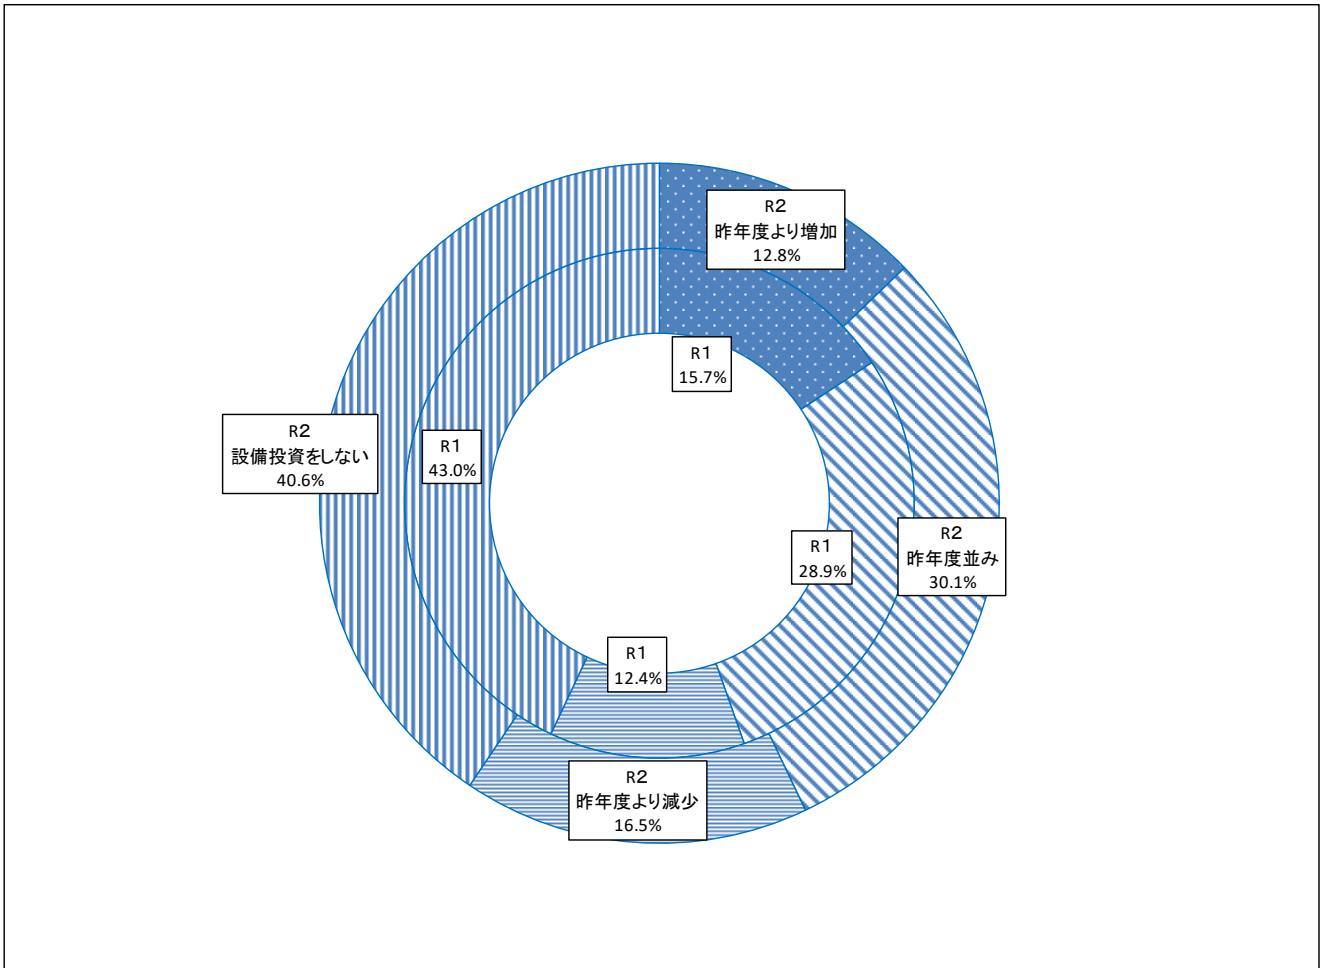 R2
昨年度より増加
12.8%
R1
15.7%
R2
設備投資をしない
40.6%
R1
43.0%
R1
28.9%
R2
昨年度並み
30.1%
R1
12.4%
R2
昨年度より減少
16.5%